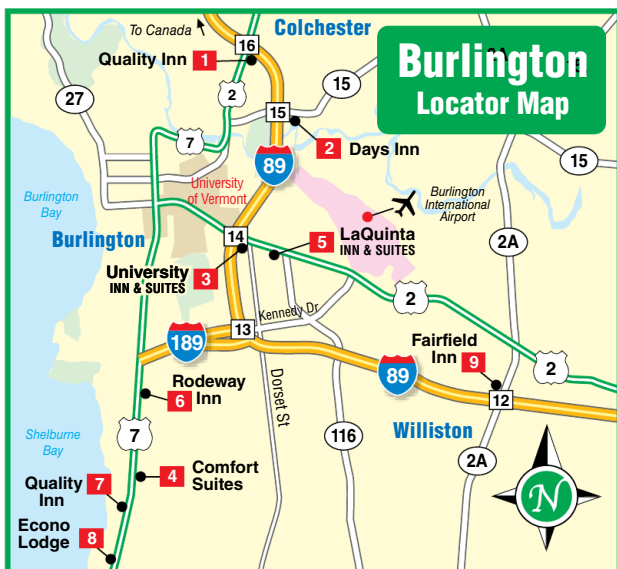 To Canada
Colchester
16
Quality Inn 1
2A
Burlington
Locator Map
15
27
2
15
7
2 Days Inn
89
15
University
of Vermont
Burlington
Bay
Burlington
International
Airport
Burlington
14
5 LaQuinta
INN & SUITES
2A
University
INN & SUITES
3
2
Kennedy Dr
13
189
Fairfield
Inn
9
2
89
Rodeway
Inn
6
Dorset St
12
Shelburne
Bay
7
116
Williston
2A
4 Comfort
Suites
Quality
Inn
7
N
Econo
Lodge
8